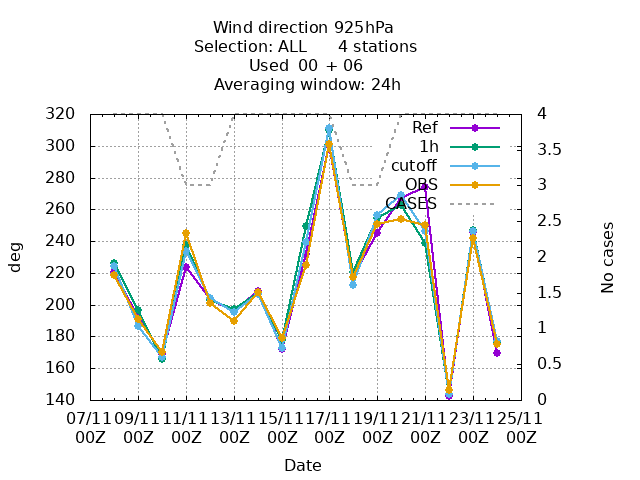 Wind direction 925hPa
Selection: ALL 4 stations
Used 00 + 06
Averaging window: 24h
320
300
280
260
240
220
200
180
160
140
deg
4
3.5
3
2.5
2
1.5
1
0.5
0
No cases
Ref
1h
cutoff
OBS
CASES
07/11 09/11 11/11 13/11 15/11 17/11 19/11 21/11 23/11 25/11
00Z 00Z 00Z 00Z 00Z 00Z 00Z 00Z 00Z 00Z
Date